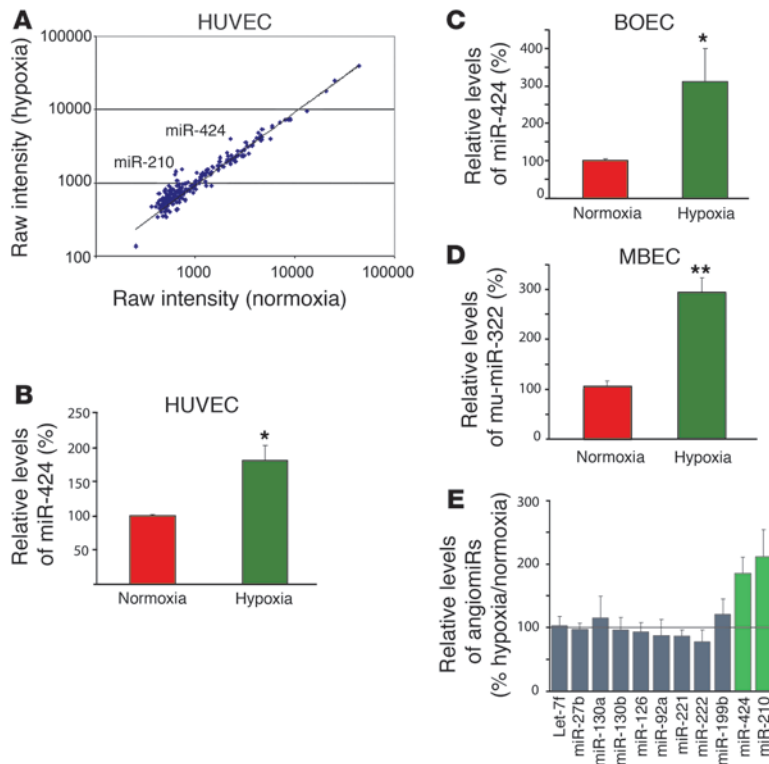 A
HUVEC
Raw intensity (hypoxia)
100000
10000
1000
100
miR-424
miR-210
1000
10000
100000
Raw intensity (normoxia)
B
HUVEC
Relative levels
of miR-424 (%)
250
200
150
100
50
*
Normoxia
Hypoxia
C
BOEC
Relative levels
of miR-424 (%)
400
300
200
100
0
*
Normoxia
Hypoxia
D
MBEC
Relative levels
of mu-miR-322 (%)
300
200
100
0
**
Normoxia
Hypoxia
E
Relative levels
of angiomiRs
(% hypoxia/normoxia)
300
200
100
0
Let-7f
miR-27b
miR-130a
miR-130b
miR-126
miR-92a
miR-221
miR-222
miR-199b
miR-424
miR-210